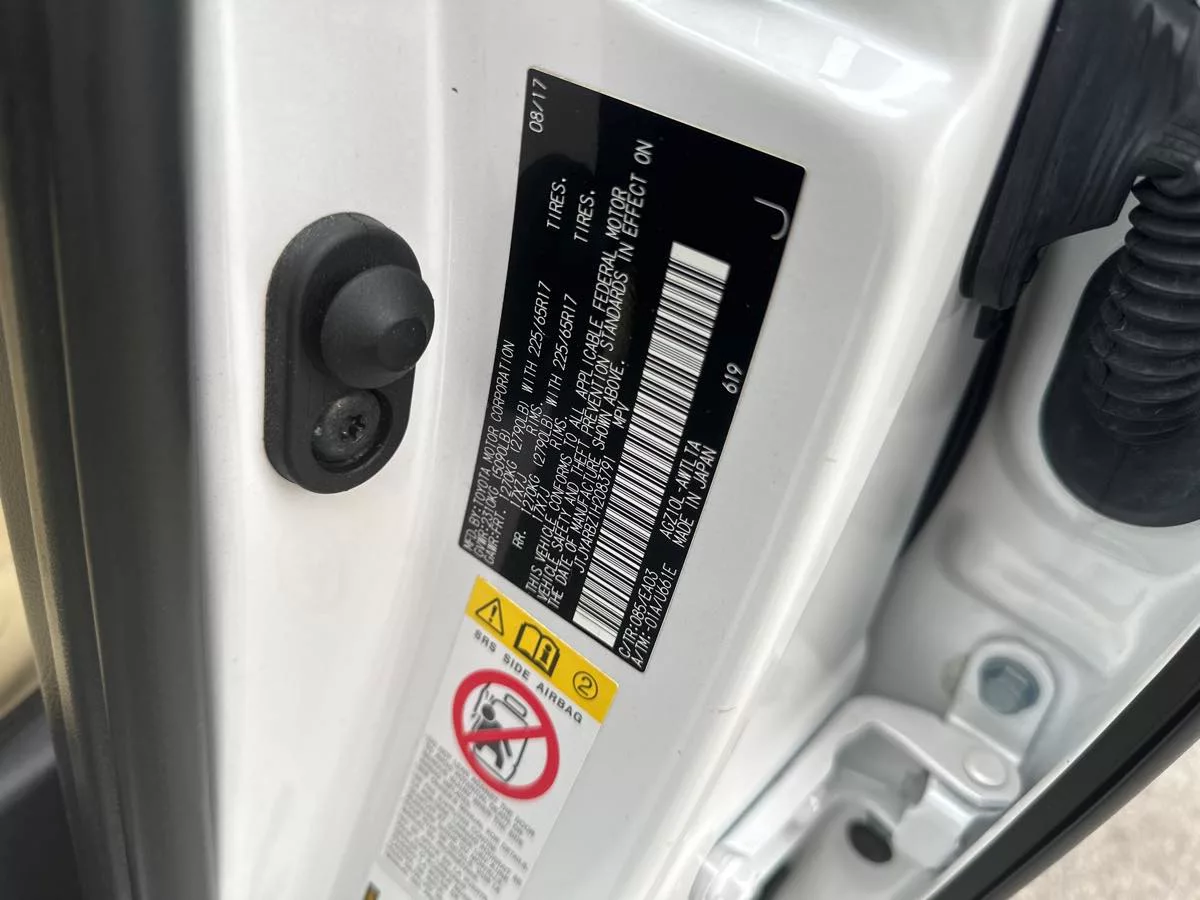 MFD. BY: TOYOTA MOTOR CORPORATION 08/17
GVWR: 2310KG (5090LB)
GAWR: FRT. 1270KG (2790LB) WITH 225/65R17 TIRES.
17X7J RIMS.
RR. 1270KG (2790LB) WITH 225/65R17 TIRES.
17X7J RIMS
THIS VEHICLE CONFORMS TO ALL APPLICABLE FEDERAL MOTOR
VEHICLE SAFETY AND THEFT PREVENTION STANDARDS IN EFFECT ON
THE DATE OF MANUFACTURE SHOWN ABOVE.
JTJYARBZ1H2083791 MPV
C/TR:085/EA03
A/TM:-01A/U661E
AGZ10L-AWTLTA
MADE IN JAPAN
619
J
2
SRS SIDE AIRBAG